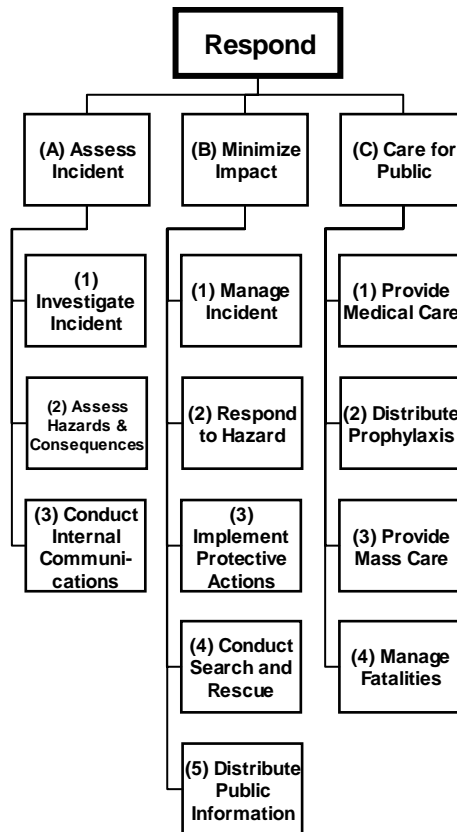 Respond
(A) Assess
Incident
(B) Minimize
Impact
(C) Care for
Public
(1)
Investigate
Incident
(1) Manage
Incident
(1) Provide
Medical Care
(2) Assess
Hazards &
Consequences
(2) Respond
to Hazard
(2) Distribute
Prophylaxis
(3) Conduct
Internal
Communi-
cations
(3)
Implement
Protective
Actions
(3) Provide
Mass Care
(4) Conduct
Search and
Rescue
(4) Manage
Fatalities
(5) Distribute
Public
Information